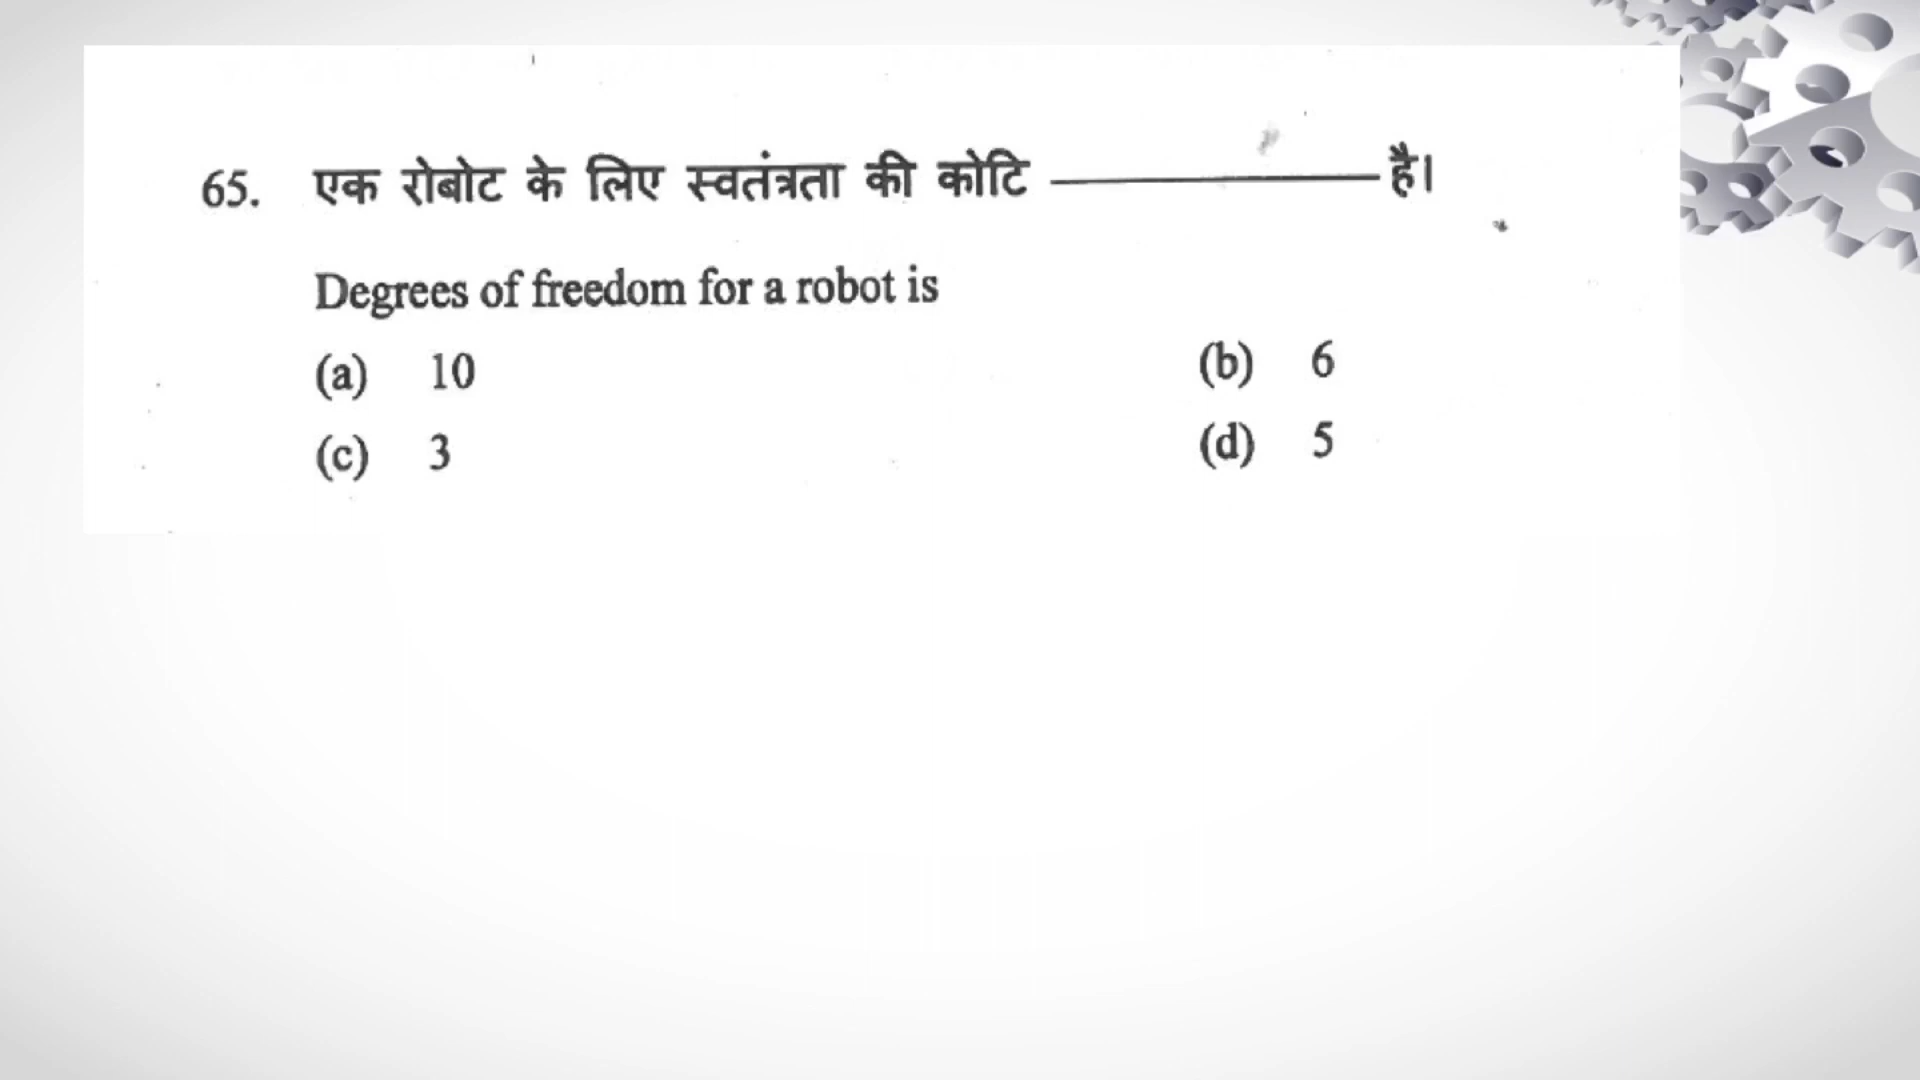 65. एक रोबोट के लिए स्वतंत्रता की कोटि ———— है।
Degrees of freedom for a robot is
(a) 10 (b) 6
(c) 3 (d) 5